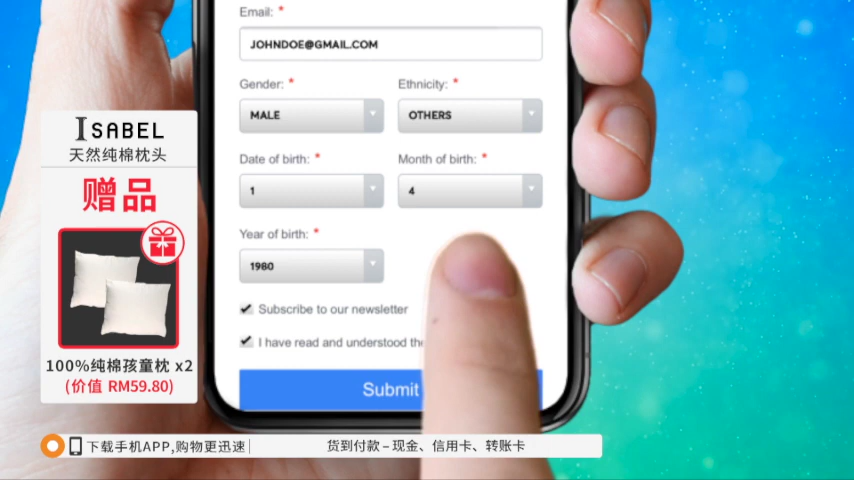 Email: *
JOHNDOE@GMAIL.COM
Gender: * Ethnicity: *
MALE OTHERS
Date of birth: * Month of birth: *
1 4
Year of birth: *
1980
Subscribe to our newsletter
I have read and understood the
Submit
ISABEL
天然纯棉枕头
赠品
100%纯棉孩童枕 x2
(价值 RM59.80)
下载手机APP,购物更迅速 货到付款–现金、信用卡、转账卡